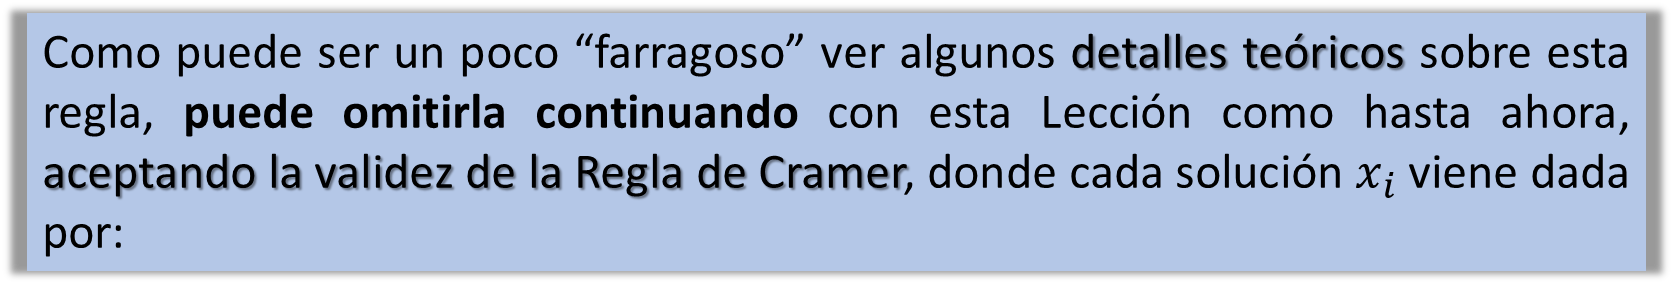 Como puede ser un poco “farragoso” ver algunos detalles teóricos sobre esta
regla, puede omitirla continuando con esta Lección como hasta ahora,
aceptando la validez de la Regla de Cramer, donde cada solución 𝑥ᵢ viene dada
por: